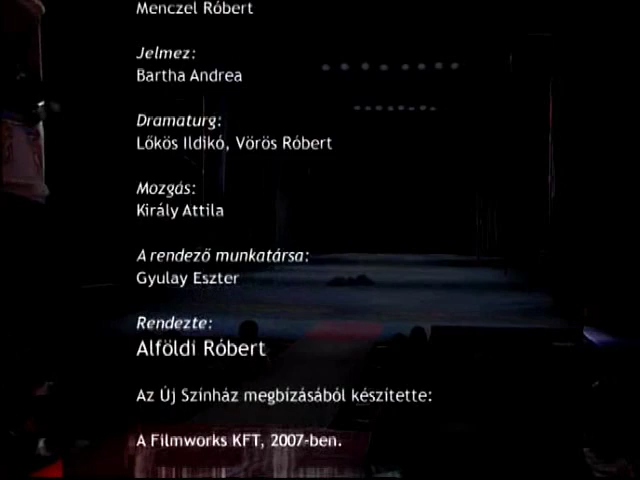 Menczel Róbert
Jelmez:
Bartha Andrea
Dramaturg:
Lőkös Ildikó, Vörös Róbert
Mozgás:
Király Attila
A rendező munkatársa:
Gyulay Eszter
Rendezte:
Alföldi Róbert
Az Új Színház megbízásából készítette:
A Filmworks KFT, 2007-ben.